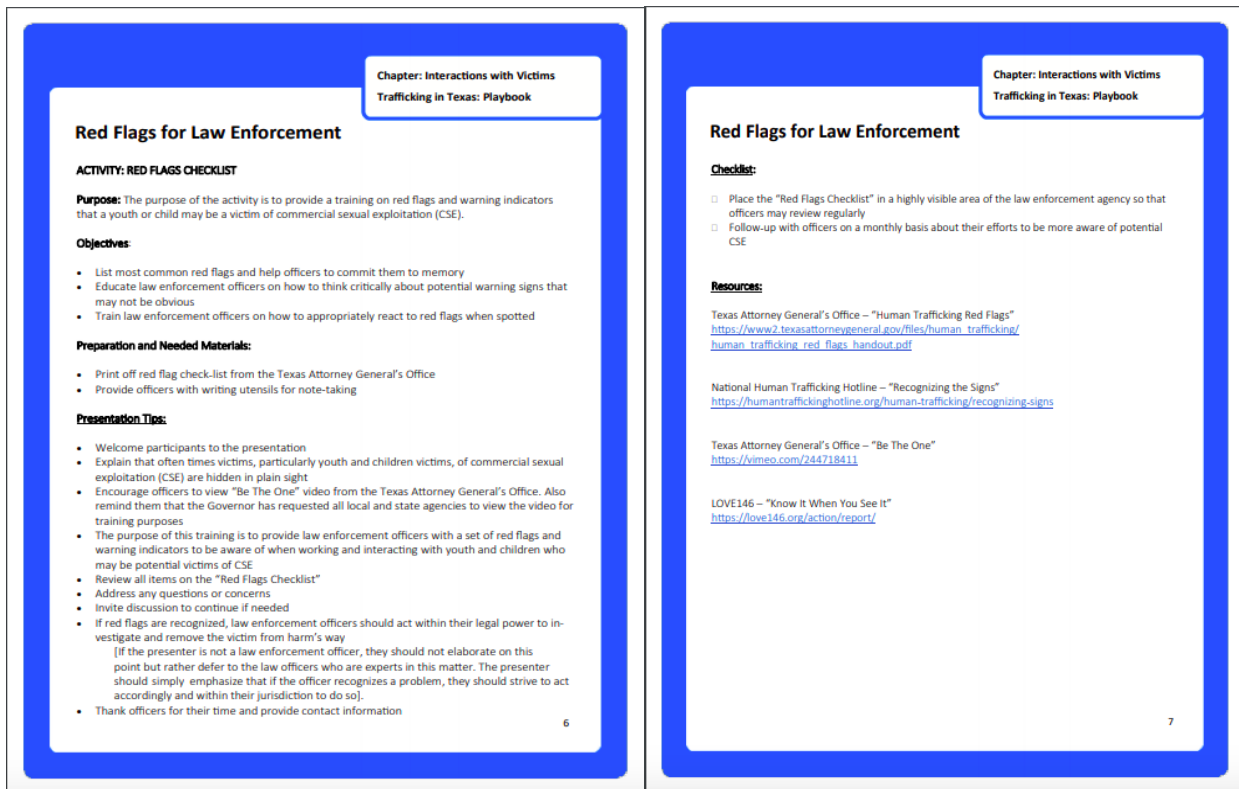 Chapter: Interactions with Victims
Trafficking in Texas: Playbook
Red Flags for Law Enforcement
ACTIVITY: RED FLAGS CHECKLIST
Purpose: The purpose of the activity is to provide a training on red flags and warning indicators
that a youth or child may be a victim of commercial sexual exploitation (CSE).
Objectives:
• List most common red flags and help officers to commit them to memory
• Educate law enforcement officers on how to think critically about potential warning signs that
may not be obvious
• Train law enforcement officers on how to appropriately react to red flags when spotted
Preparation and Needed Materials:
• Print off red flag check-list from the Texas Attorney General's Office
• Provide officers with writing utensils for note-taking
Presentation Tips:
• Welcome participants to the presentation
• Explain that often times victims, particularly youth and children victims, of commercial sexual
exploitation (CSE) are hidden in plain sight
• Encourage officers to view "Be The One" video from the Texas Attorney General's Office. Also
remind them that the Governor has requested all local and state agencies to view the video for
training purposes
• The purpose of this training is to provide law enforcement officers with a set of red flags and
warning indicators to be aware of when working and interacting with youth and children who
may be potential victims of CSE
• Review all items on the "Red Flags Checklist"
• Address any questions or concerns
• Invite discussion to continue if needed
• If red flags are recognized, law enforcement officers should act within their legal power to in-
vestigate and remove the victim from harm's way
[If the presenter is not a law enforcement officer, they should not elaborate on this
point but rather defer to the law officers who are experts in this matter. The presenter
should simply emphasize that if the officer recognizes a problem, they should strive to act
accordingly and within their jurisdiction to do so].
• Thank officers for their time and provide contact information
6
Chapter: Interactions with Victims
Trafficking in Texas: Playbook
Red Flags for Law Enforcement
Checklist:
□ Place the "Red Flags Checklist" in a highly visible area of the law enforcement agency so that
officers may review regularly
□ Follow-up with officers on a monthly basis about their efforts to be more aware of potential
CSE
Resources:
Texas Attorney General's Office – "Human Trafficking Red Flags"
https://www2.texasattorneygeneral.gov/files/human_trafficking/
human_trafficking_red_flags_handout.pdf
National Human Trafficking Hotline – "Recognizing the Signs"
https://humantraffickinghotline.org/human-trafficking/recognizing-signs
Texas Attorney General's Office – "Be The One"
https://vimeo.com/244718411
LOVE146 – "Know It When You See It"
https://love146.org/action/report/
7